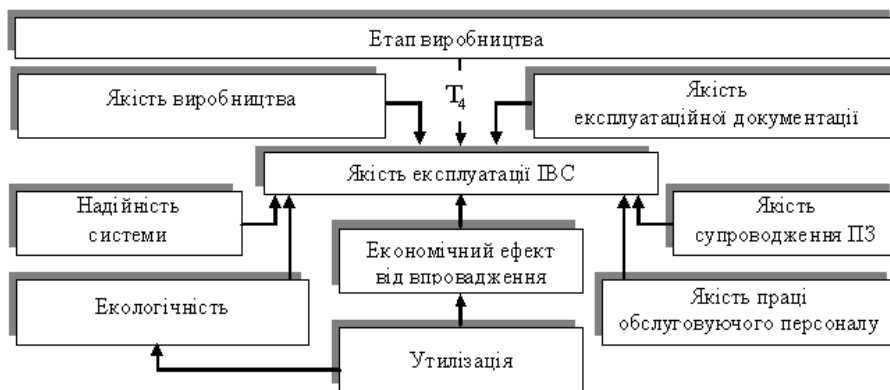 Етап виробництва
Якість виробництва
T4
Якість
експлуатаційної документації
Якість експлуатації ІВС
Надійність
системи
Економічний ефект
від впровадження
Якість
супроводження ПЗ
Екологічність
Якість праці
обслуговуючого персоналу
Утилізація